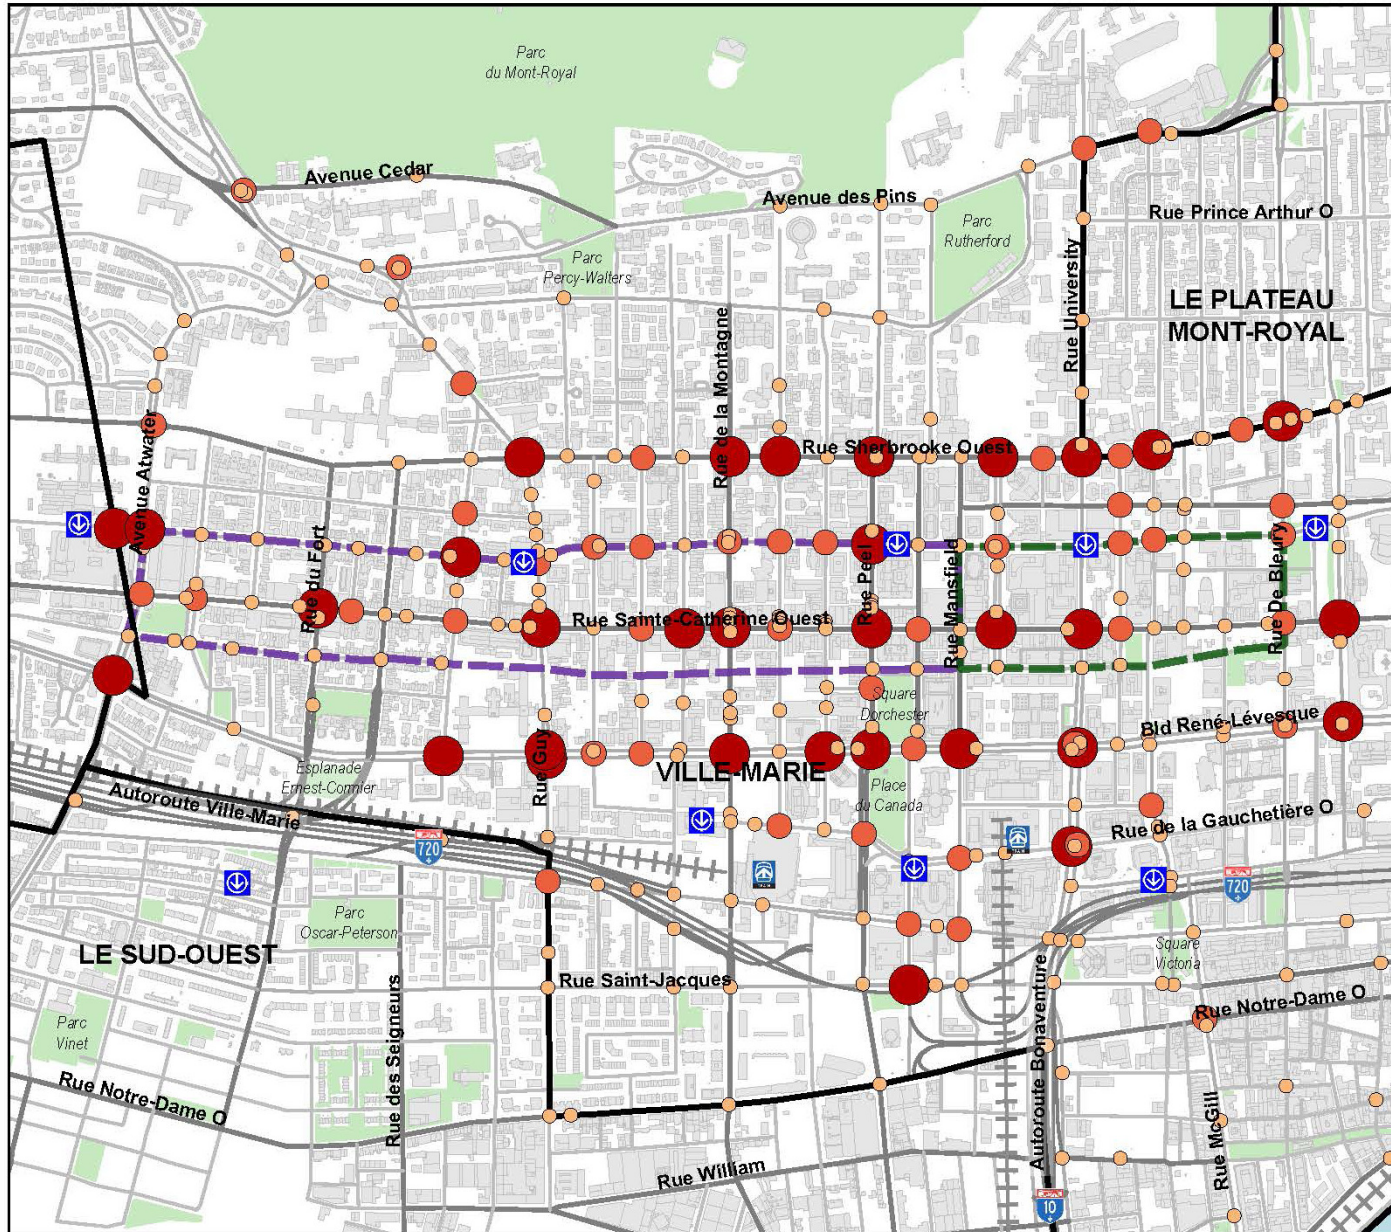 Parc
du Mont-Royal
Avenue Cedar
Avenue des Pins
Rue Prince Arthur O
Parc
Rutherford
Parc
Percy-Walters
Rue University
LE PLATEAU
MONT-ROYAL
Rue de la Montagne
Avenue Atwater
Rue Sherbrooke Ouest
Rue du Fort
Rue Peel
Rue Mansfield
Rue De Bleury
Rue Sainte-Catherine Ouest
Square
Dorchester
Bld René-Lévesque
Rue Guy
VILLE-MARIE
Esplanade
Ernest-Cormier
Place
du Canada
Autoroute Ville-Marie
Rue de la Gauchetière O
720
720
Parc
Oscar-Peterson
LE SUD-OUEST
Square
Victoria
Rue Saint-Jacques
Autoroute Bonaventure
Rue Notre-Dame O
Parc
Vinet
Rue des Seigneurs
Rue Notre-Dame O
Rue McGill
Rue William
10